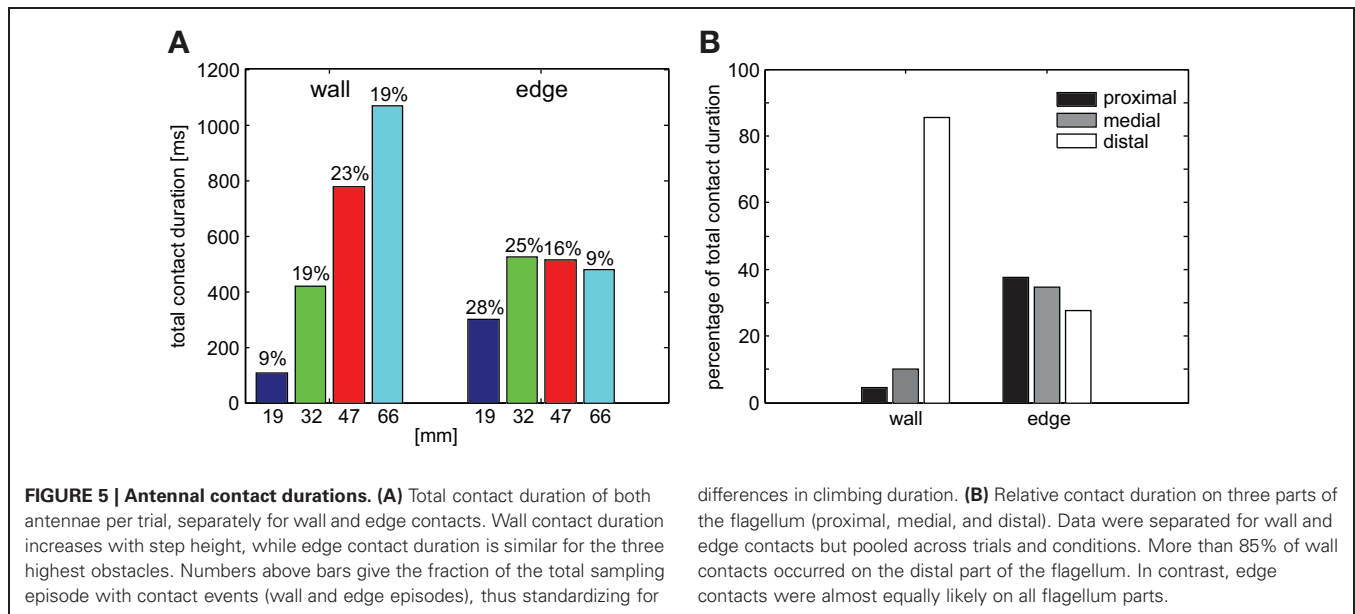 A
1200
1000
800
600
400
200
0
total contact duration [ms]
wall
edge
9%
19%
23%
19%
28%
25%
16%
9%
19 32 47 66 19 32 47 66
[mm]
B
100
80
60
40
20
0
percentage of total contact duration
proximal
medial
distal
wall edge
FIGURE 5 | Antennal contact durations. (A) Total contact duration of both
antennae per trial, separately for wall and edge contacts. Wall contact duration
increases with step height, while edge contact duration is similar for the three
highest obstacles. Numbers above bars give the fraction of the total sampling
episode with contact events (wall and edge episodes), thus standardizing for
differences in climbing duration. (B) Relative contact duration on three parts of
the flagellum (proximal, medial, and distal). Data were separated for wall and
edge contacts but pooled across trials and conditions. More than 85% of wall
contacts occurred on the distal part of the flagellum. In contrast, edge
contacts were almost equally likely on all flagellum parts.